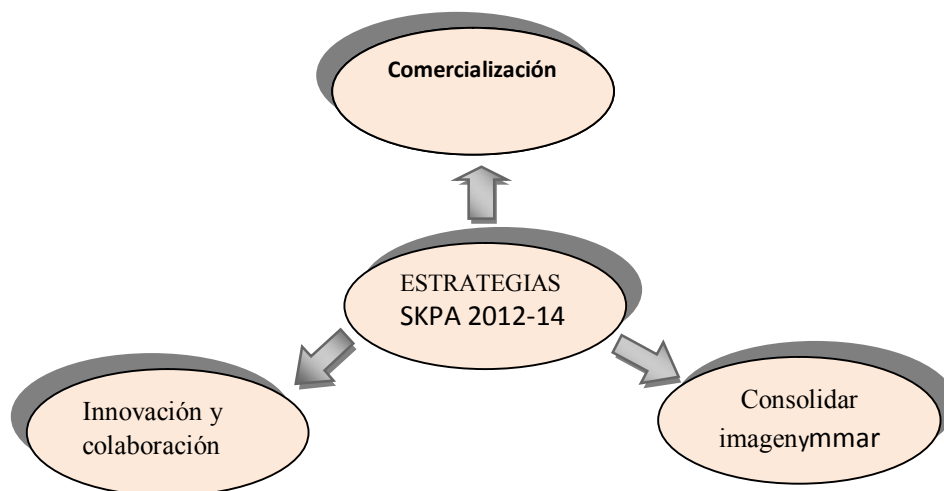 Comercialización
ESTRATEGIAS
SKPA 2012-14
Innovación y
colaboración
Consolidar
imagenymmar